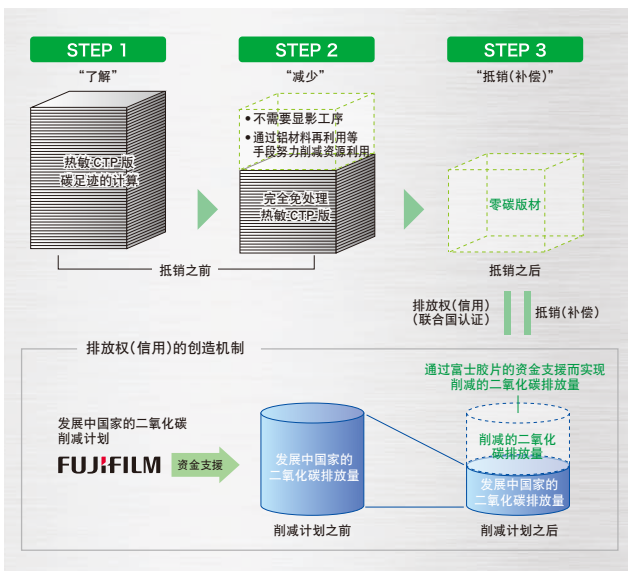 STEP 1
“了解”
热敏CTP版
碳足迹的计算
STEP 2
“减少”
•不需要显影工序
•通过铝材料再利用等
手段努力削减资源利用
完全免处理
热敏CTP版
STEP 3
“抵销(补偿)”
零碳版材
抵销之前
抵销之后
排放权(信用)
(联合国认证)
抵销(补偿)
排放权(信用)的创造机制
通过富士胶片的资金支援而实现
削减的二氧化碳排放量
发展中国家的二氧化碳
削减计划
FUJIFILM
资金支援
发展中国家的
二氧化碳排放量
削减的二氧化
碳排放量
发展中国家的
二氧化碳排放量
削减计划之前
削减计划之后